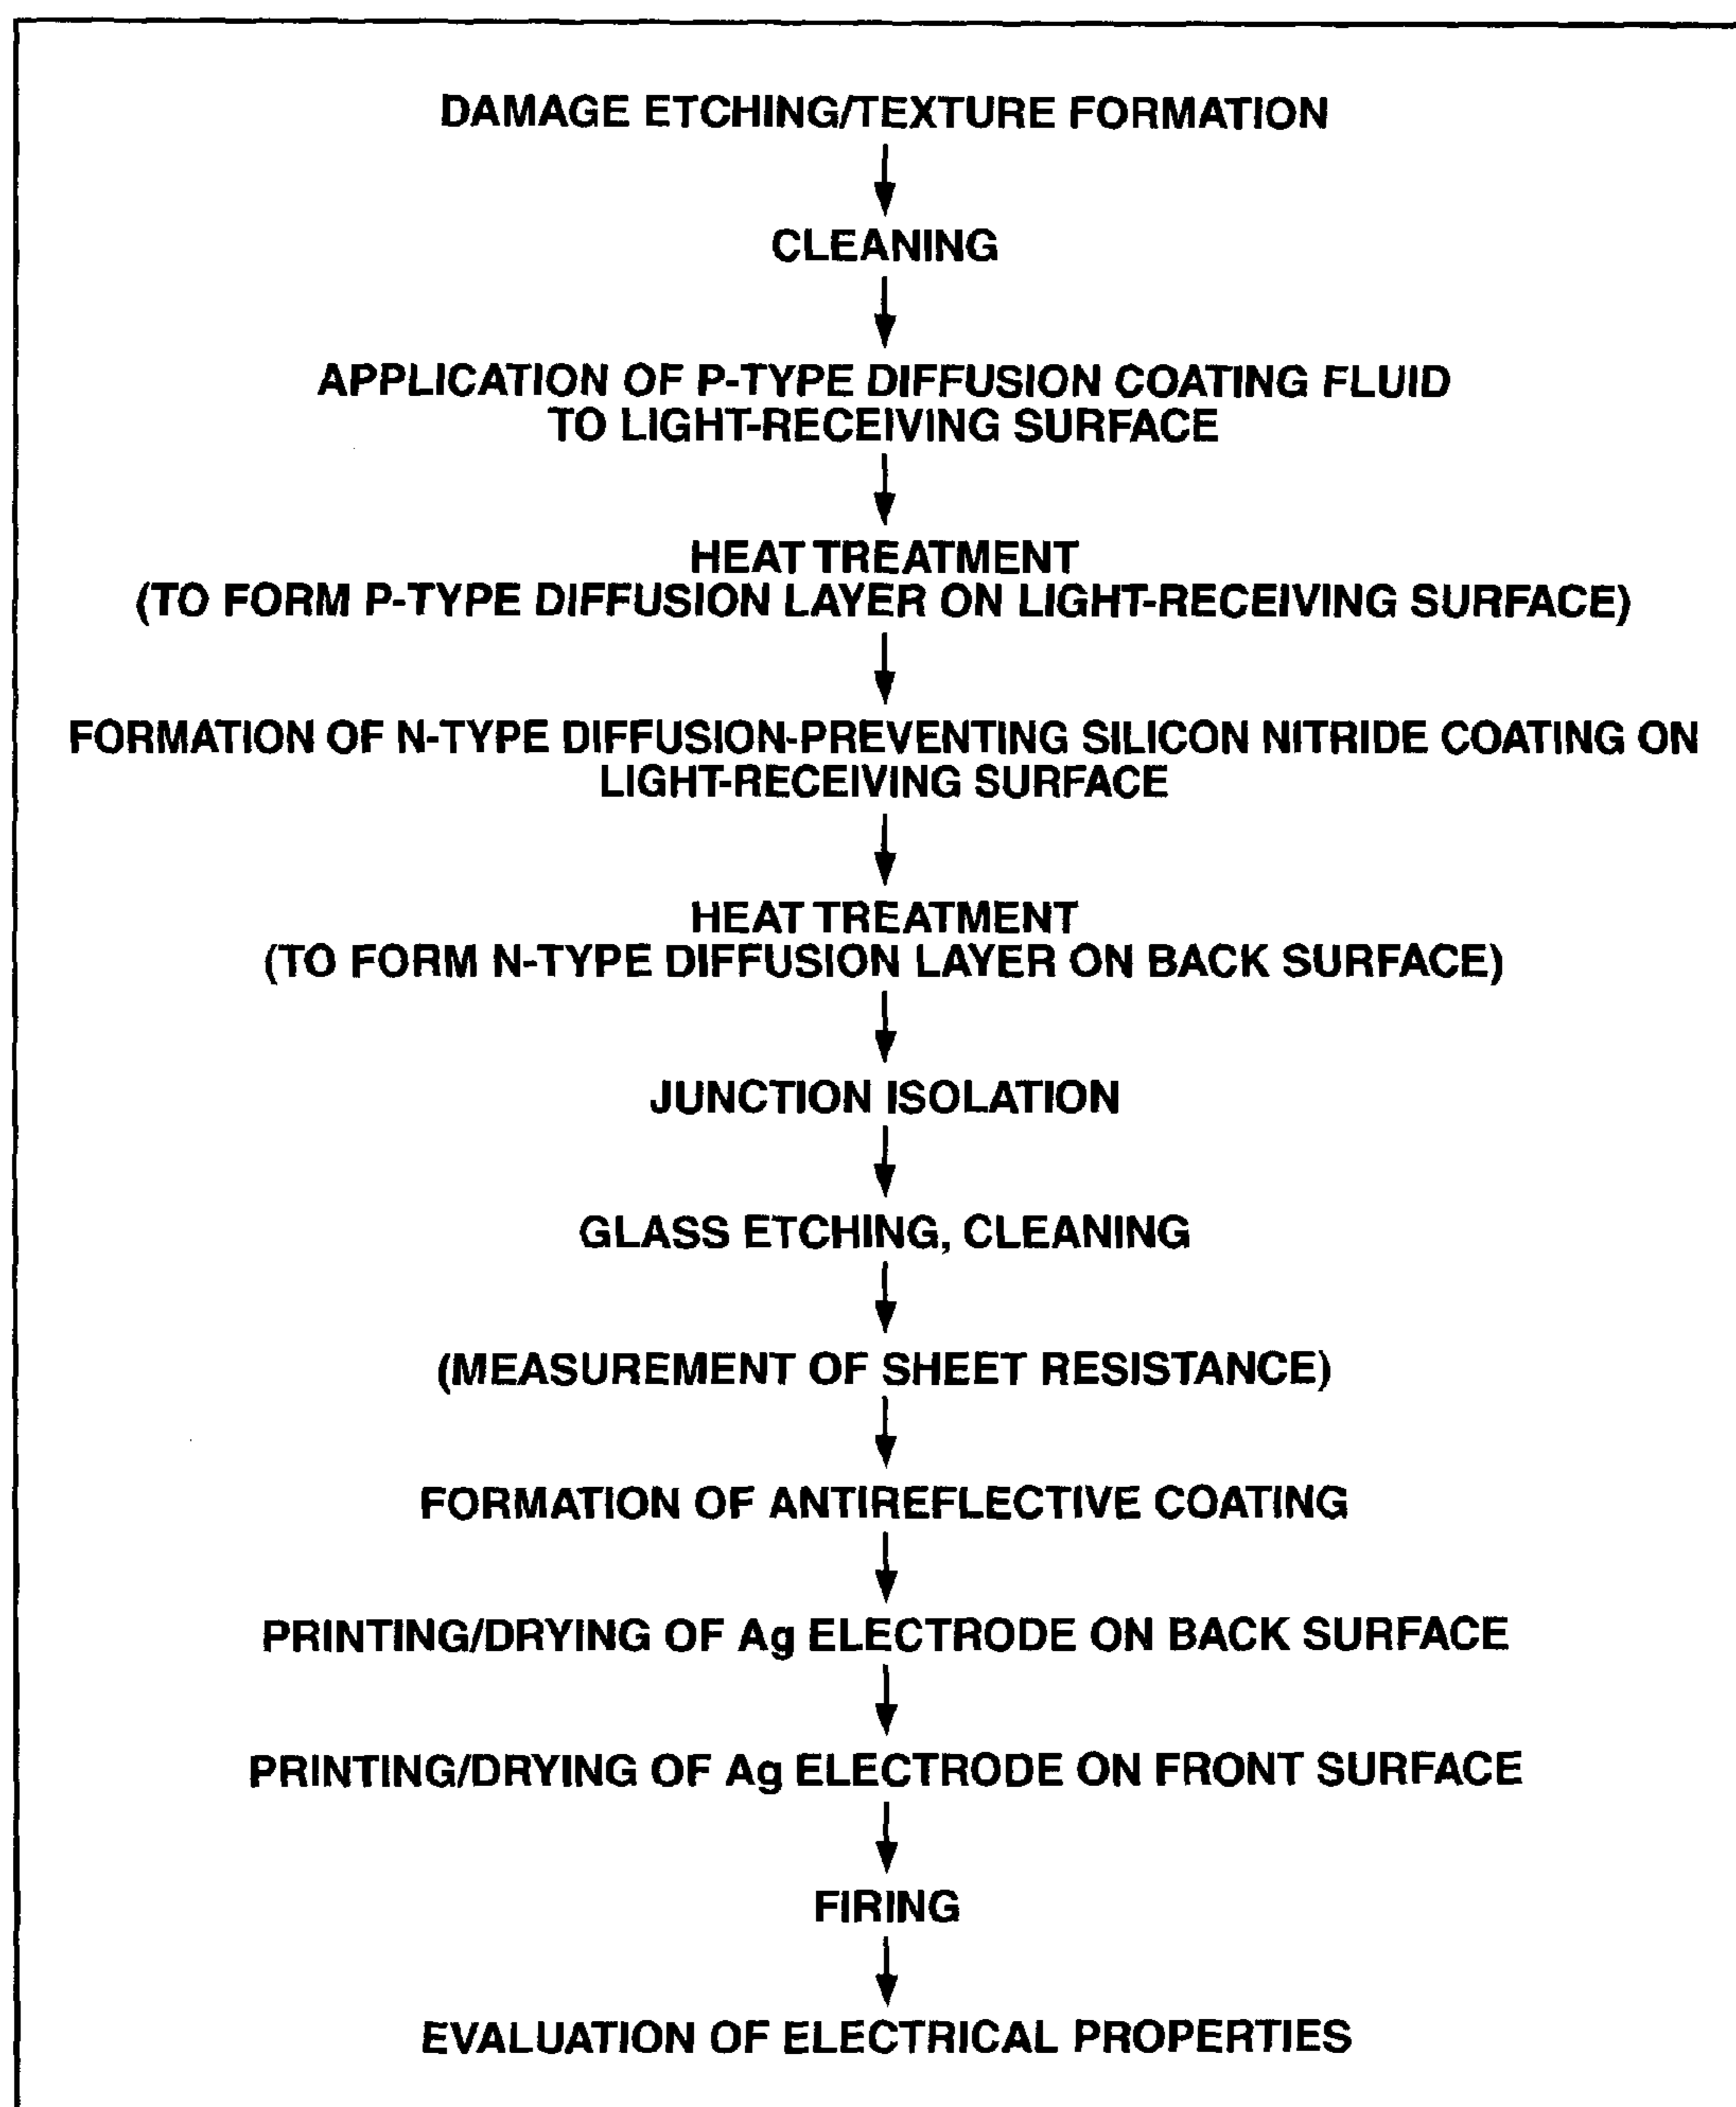 DAMAGE ETCHING/TEXTURE FORMATION
CLEANING
APPLICATION OF P-TYPE DIFFUSION COATING FLUID
TO LIGHT-RECEIVING SURFACE
HEAT TREATMENT
(TO FORM P-TYPE DIFFUSION LAYER ON LIGHT-RECEIVING SURFACE)
FORMATION OF N-TYPE DIFFUSION-PREVENTING SILICON NITRIDE COATING ON
LIGHT-RECEIVING SURFACE
HEAT TREATMENT
(TO FORM N-TYPE DIFFUSION LAYER ON BACK SURFACE)
JUNCTION ISOLATION
GLASS ETCHING, CLEANING
(MEASUREMENT OF SHEET RESISTANCE)
FORMATION OF ANTIREFLECTIVE COATING
PRINTING/DRYING OF Ag ELECTRODE ON BACK SURFACE
PRINTING/DRYING OF Ag ELECTRODE ON FRONT SURFACE
FIRING
EVALUATION OF ELECTRICAL PROPERTIES